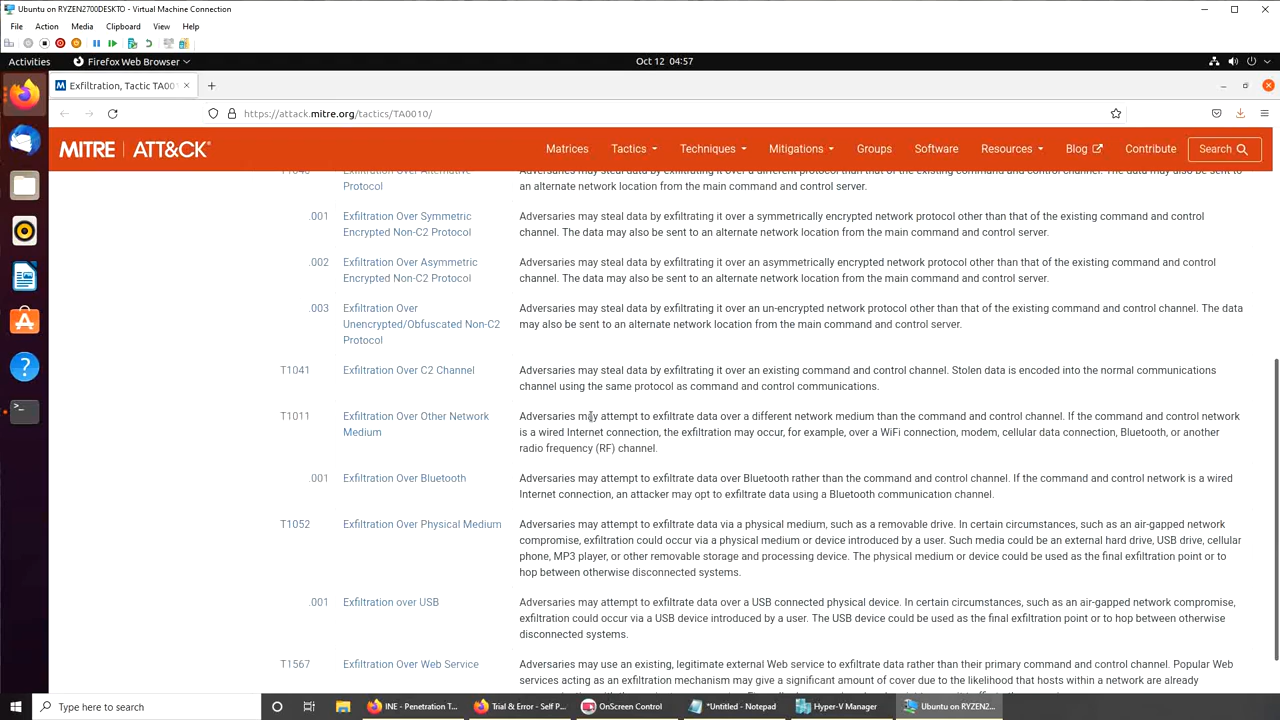 Ubuntu on RYZEN2700DESKTO - Virtual Machine Connection
File Action Media Clipboard View Help
Activities Firefox Web Browser Oct 12 04:57
Exfiltration, Tactic TA001
https://attack.mitre.org/tactics/TA0010/
MITRE | ATT&CK® Matrices Tactics Techniques Mitigations Groups Software Resources Blog Contribute Search
Exfiltration Over Alternative
Protocol an alternate network location from the main command and control server.
.001 Exfiltration Over Symmetric Adversaries may steal data by exfiltrating it over a symmetrically encrypted network protocol other than that of the existing command and control
Encrypted Non-C2 Protocol channel. The data may also be sent to an alternate network location from the main command and control server.
.002 Exfiltration Over Asymmetric Adversaries may steal data by exfiltrating it over an asymmetrically encrypted network protocol other than that of the existing command and control
Encrypted Non-C2 Protocol channel. The data may also be sent to an alternate network location from the main command and control server.
.003 Exfiltration Over Adversaries may steal data by exfiltrating it over an un-encrypted network protocol other than that of the existing command and control channel. The data
Unencrypted/Obfuscated Non-C2 may also be sent to an alternate network location from the main command and control server.
Protocol
T1041 Exfiltration Over C2 Channel Adversaries may steal data by exfiltrating it over an existing command and control channel. Stolen data is encoded into the normal communications
channel using the same protocol as command and control communications.
T1011 Exfiltration Over Other Network Adversaries may attempt to exfiltrate data over a different network medium than the command and control channel. If the command and control network
Medium is a wired Internet connection, the exfiltration may occur, for example, over a WiFi connection, modem, cellular data connection, Bluetooth, or another
radio frequency (RF) channel.
.001 Exfiltration Over Bluetooth Adversaries may attempt to exfiltrate data over Bluetooth rather than the command and control channel. If the command and control network is a wired
Internet connection, an attacker may opt to exfiltrate data using a Bluetooth communication channel.
T1052 Exfiltration Over Physical Medium Adversaries may attempt to exfiltrate data via a physical medium, such as a removable drive. In certain circumstances, such as an air-gapped network
compromise, exfiltration could occur via a physical medium or device introduced by a user. Such media could be an external hard drive, USB drive, cellular
phone, MP3 player, or other removable storage and processing device. The physical medium or device could be used as the final exfiltration point or to
hop between otherwise disconnected systems.
.001 Exfiltration over USB Adversaries may attempt to exfiltrate data over a USB connected physical device. In certain circumstances, such as an air-gapped network compromise,
exfiltration could occur via a USB device introduced by a user. The USB device could be used as the final exfiltration point or to hop between otherwise
disconnected systems.
T1567 Exfiltration Over Web Service Adversaries may use an existing, legitimate external Web service to exfiltrate data rather than their primary command and control channel. Popular Web
services acting as an exfiltration mechanism may give a significant amount of cover due to the likelihood that hosts within a network are already
Type here to search INE - Penetration T... Trial & Error - Self P... OnScreen Control *Untitled - Notepad Hyper-V Manager Ubuntu on RYZEN2...